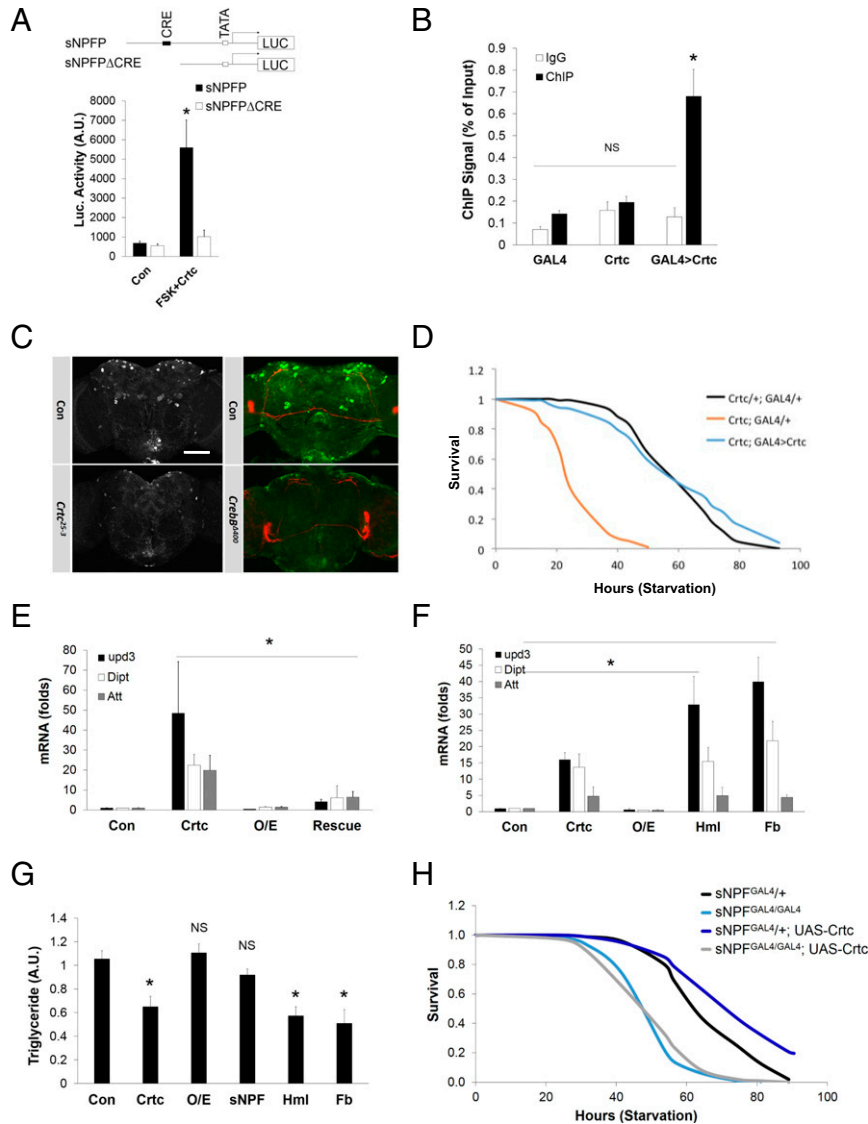 A
CRE
TATA
sNPFP
LUC
sNPFPΔCRE
LUC
sNPFP
sNPFPΔCRE
Luc. Activity (A.U.)
8000
7000
6000
5000
4000
3000
2000
1000
0
*
Con
FSK+Crtc
B
IgG
ChIP
ChIP Signal (% of Input)
0.9
0.8
0.7
0.6
0.5
0.4
0.3
0.2
0.1
0
NS
*
GAL4
Crtc
GAL4>Crtc
C
Con
Con
Crtc25-3
CrebBΔ400
D
Survival
1.2
1
0.8
0.6
0.4
0.2
0
0
20
40
60
80
100
Hours (Starvation)
Crtc/+; GAL4/+
Crtc; GAL4/+
Crtc; GAL4>Crtc
E
upd3
Dipt
Att
mRNA (folds)
80
70
60
50
40
30
20
10
0
*
Con
Crtc
O/E
Rescue
F
upd3
Dipt
Att
mRNA (folds)
50
45
40
35
30
25
20
15
10
5
0
*
Con
Crtc
O/E
Hml
Fb
G
Triglyceride (A.U.)
1.4
1.2
1
0.8
0.6
0.4
0.2
0
*
NS
NS
*
*
Con
Crtc
O/E
sNPF
Hml
Fb
H
Survival
1.2
1.0
0.8
0.6
0.4
0.2
0.0
0
20
40
60
80
100
Hours (Starvation)
sNPFGAL4/+
sNPFGAL4/GAL4
sNPFGAL4/+; UAS-Crtc
sNPFGAL4/GAL4; UAS-Crtc